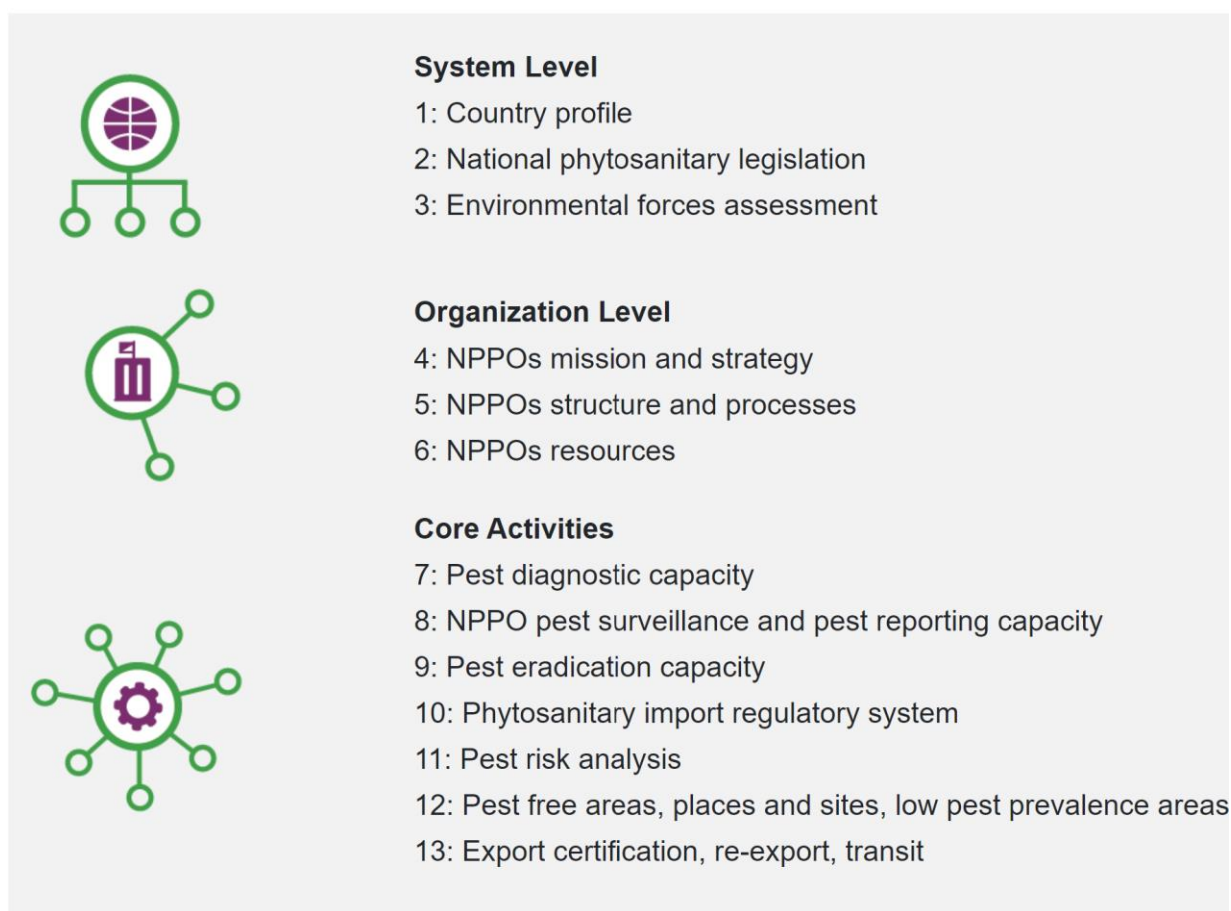 System Level
1: Country profile
2: National phytosanitary legislation
3: Environmental forces assessment
Organization Level
4: NPPOs mission and strategy
5: NPPOs structure and processes
6: NPPOs resources
Core Activities
7: Pest diagnostic capacity
8: NPPO pest surveillance and pest reporting capacity
9: Pest eradication capacity
10: Phytosanitary import regulatory system
11: Pest risk analysis
12: Pest free areas, places and sites, low pest prevalence areas
13: Export certification, re-export, transit